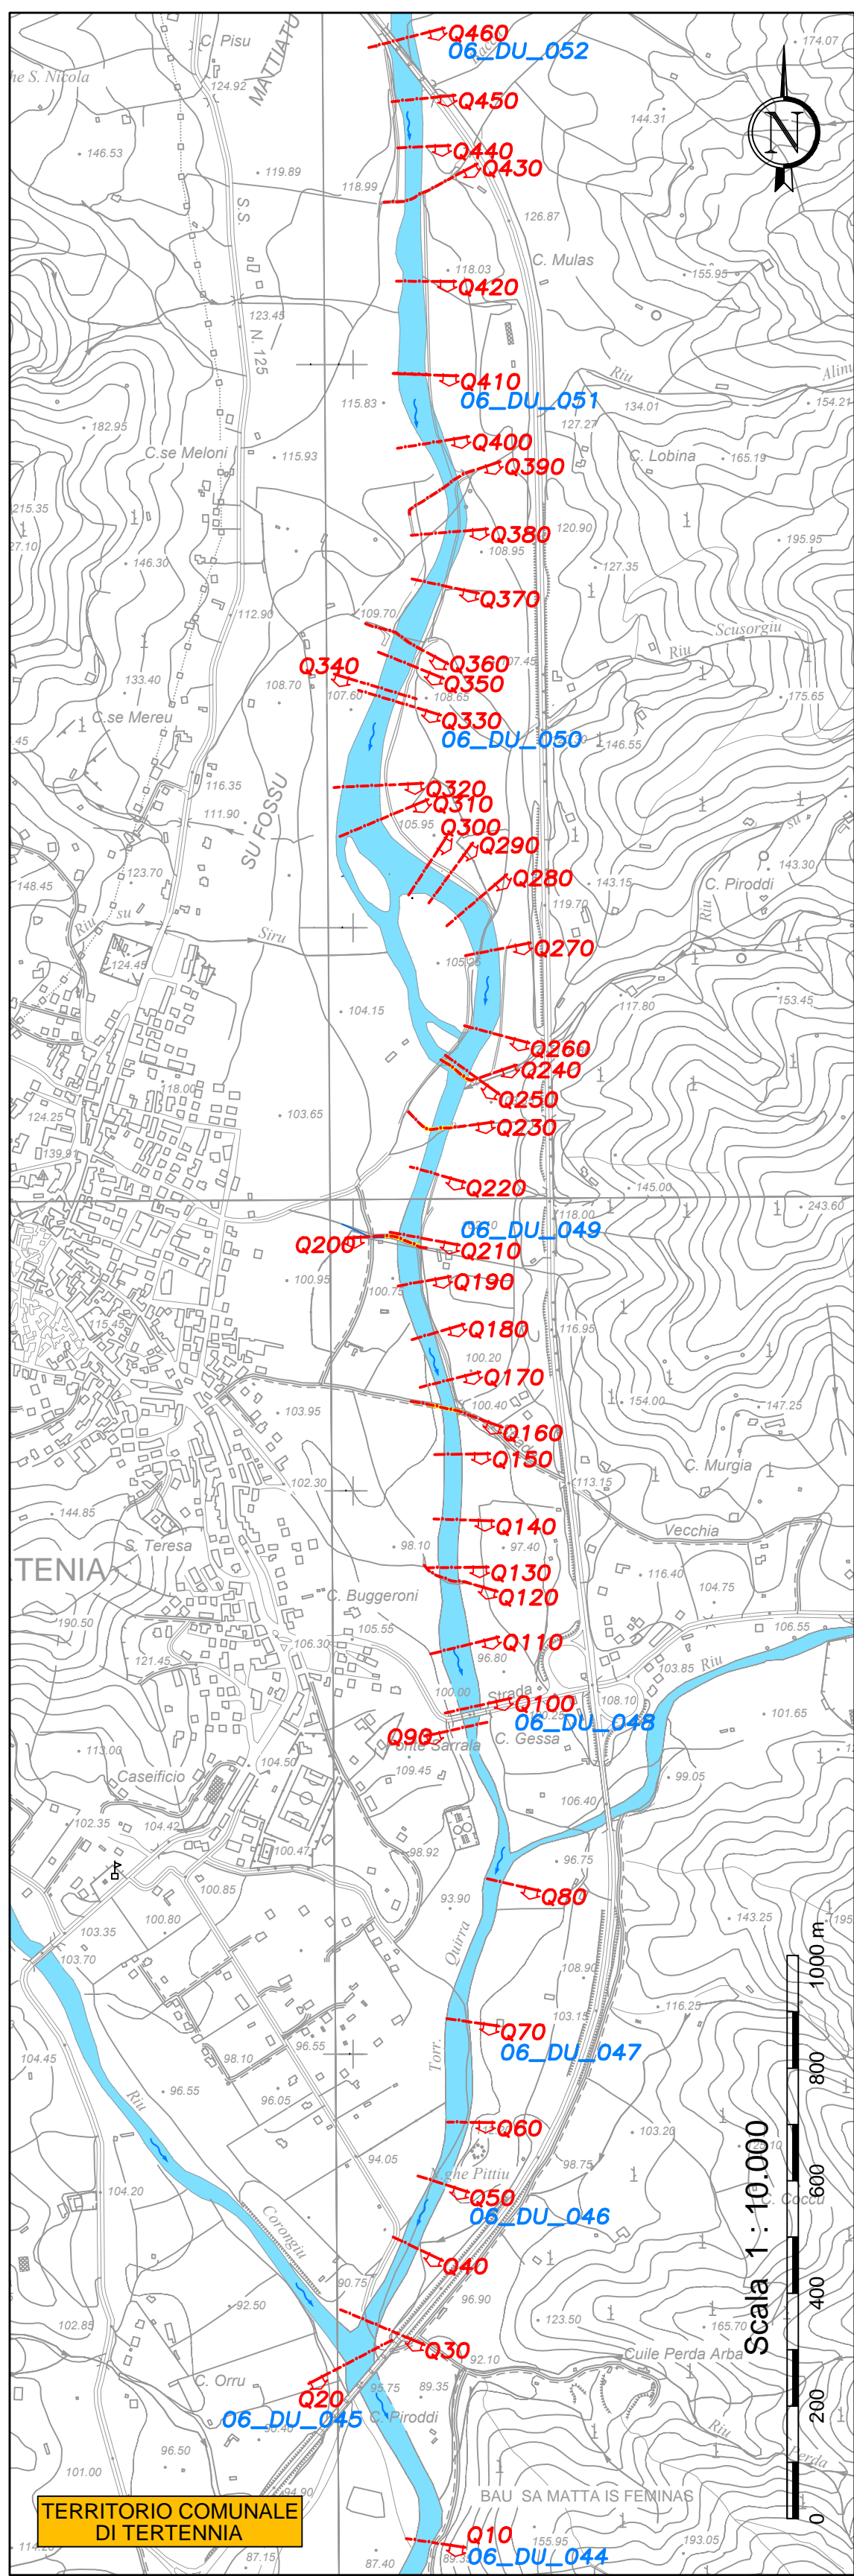 C. Pisu
MATTIATU
Q460
06_DU_052
174.07
he S. Nicola
124.92
Q450
144.31
N
146.53
S.S.
Q440
Q430
119.89
118.99
126.87
118.03
C. Mulas
155.95
Q420
123.45
N. 125
Riu
Alinu
Q410
06_DU_051
115.83
134.01
154.21
127.27
182.95
C.se Meloni
115.93
Q400
C. Lobina
165.19
Q390
215.35
120.90
Q380
195.95
27.10
108.95
146.30
127.35
Q370
112.90
109.70
Scusorgiu
Riu
Q360
Q340
133.40
108.70
107.60
Q350
108.65
175.65
C.se Mereu
Q330
06_DU_050
146.55
.45
116.35
Q320
Q310
111.90
SU FOSSU
105.95
Q300
su
Q290
143.30
123.70
148.45
Q280
143.15
C. Piroddi
119.70
Riu
su
Siru
Riu
Q270
124.45
105.25
104.15
117.80
153.45
Q260
Q240
118.00
Q250
124.25
103.65
Q230
139.91
Q220
145.00
243.60
118.00
06_DU_049
Q200
Q210
100.95
100.75
Q190
115.45
Q180
116.95
100.20
Q170
103.95
100.40
154.00
147.25
Q160
Q150
C. Murgia
102.30
113.15
144.85
Q140
Vecchia
S. Teresa
98.10
97.40
TENIA
Q130
116.40
104.75
C. Buggeroni
Q120
190.50
105.55
106.55
106.30
Q110
121.45
96.80
103.85
Riu
100.00
Strada
Q100
108.10
101.65
06_DU_048
Q90
113.00
C. Gessa
104.50
Caseificio
109.45
99.05
106.40
102.35
104.42
100.47
98.92
96.75
100.85
Q80
93.90
100.80
143.25
103.35
Quirra
103.70
108.90
1000 m
116.25
103.15
96.55
Q70
06_DU_047
104.45
98.10
96.55
Torr.
800
96.05
Riu
Q60
103.20
94.05
98.75
N.ghe Pittiu
104.20
Q50
600
06_DU_046
C. Coccu
Corongiu
Q40
90.75
96.90
400
92.50
123.50
165.70
102.85
Scala 1:10.000
Q30
92.10
Cuile Perda Arba
C. Orru
95.75
89.35
Q20
06_DU_045
C. Piroddi
200
Riu
96.50
Perda
101.00
94.90
BAU SA MATTA IS FEMINAS
0
TERRITORIO COMUNALE
DI TERTENNIA
Q10
155.95
193.05
06_DU_044
87.15
87.40